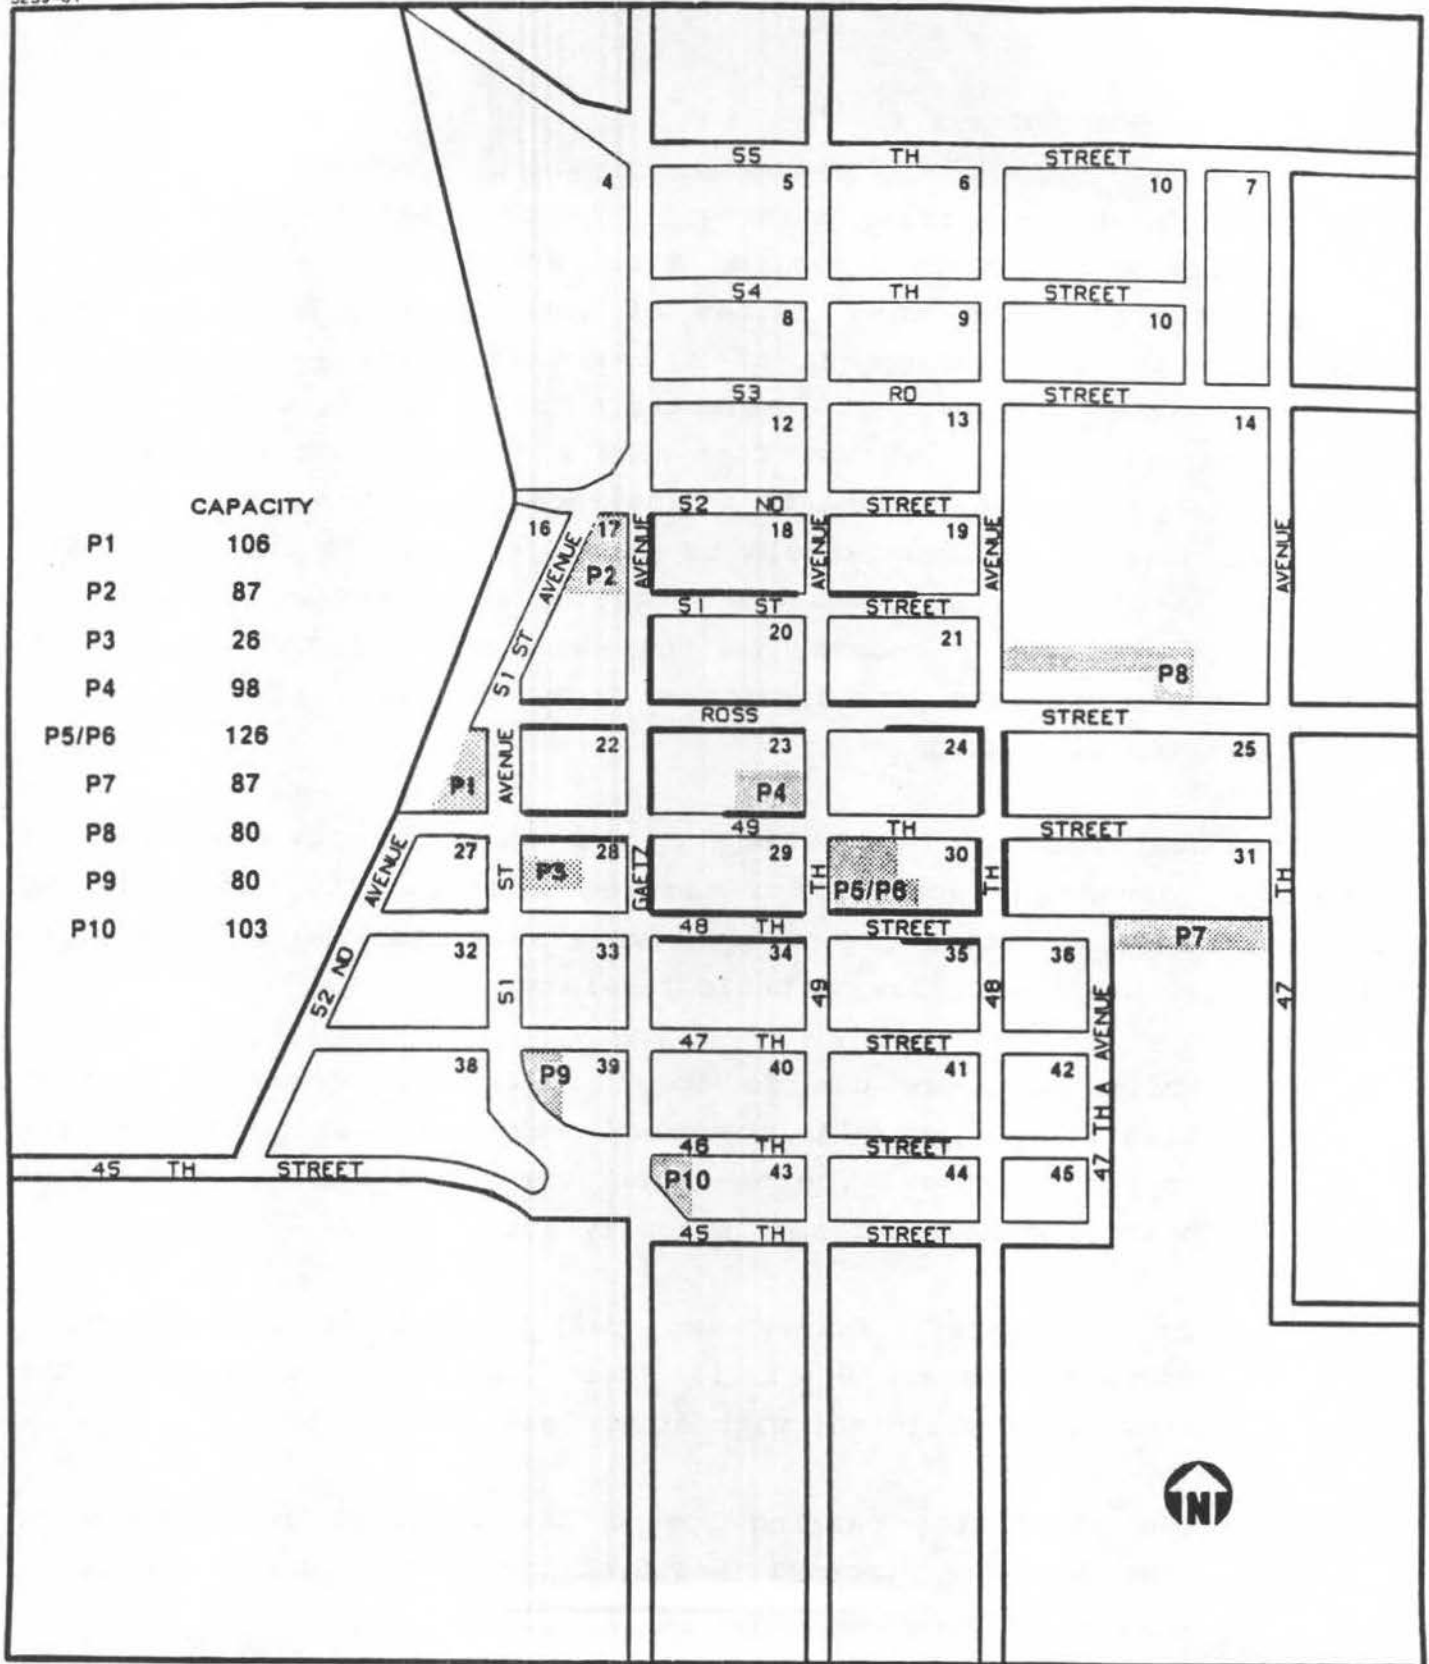 55 TH STREET
4 5 6 10 7
54 TH STREET
8 9 10
53 RD STREET
12 13 14
52 ND STREET
CAPACITY
P1 106
P2 87
P3 26
P4 98
P5/P6 126
P7 87
P8 80
P9 80
P10 103
16 17 18 19
P2
51 ST AVENUE
GAETZ AVENUE
49 TH AVENUE
48 TH AVENUE
47 TH AVENUE
51 ST STREET
20 21
P8
ROSS STREET
22 23 24 25
P1 P4
51 ST AVENUE
49 TH STREET
27 28 29 30 31
P3 P5/P6
52 ND AVENUE
48 TH STREET
P7
32 33 34 35 36
47 TH A AVENUE
47 TH STREET
38 39 40 41 42
P9
46 TH STREET
45 TH STREET
P10 43 44 45
45 TH STREET
N